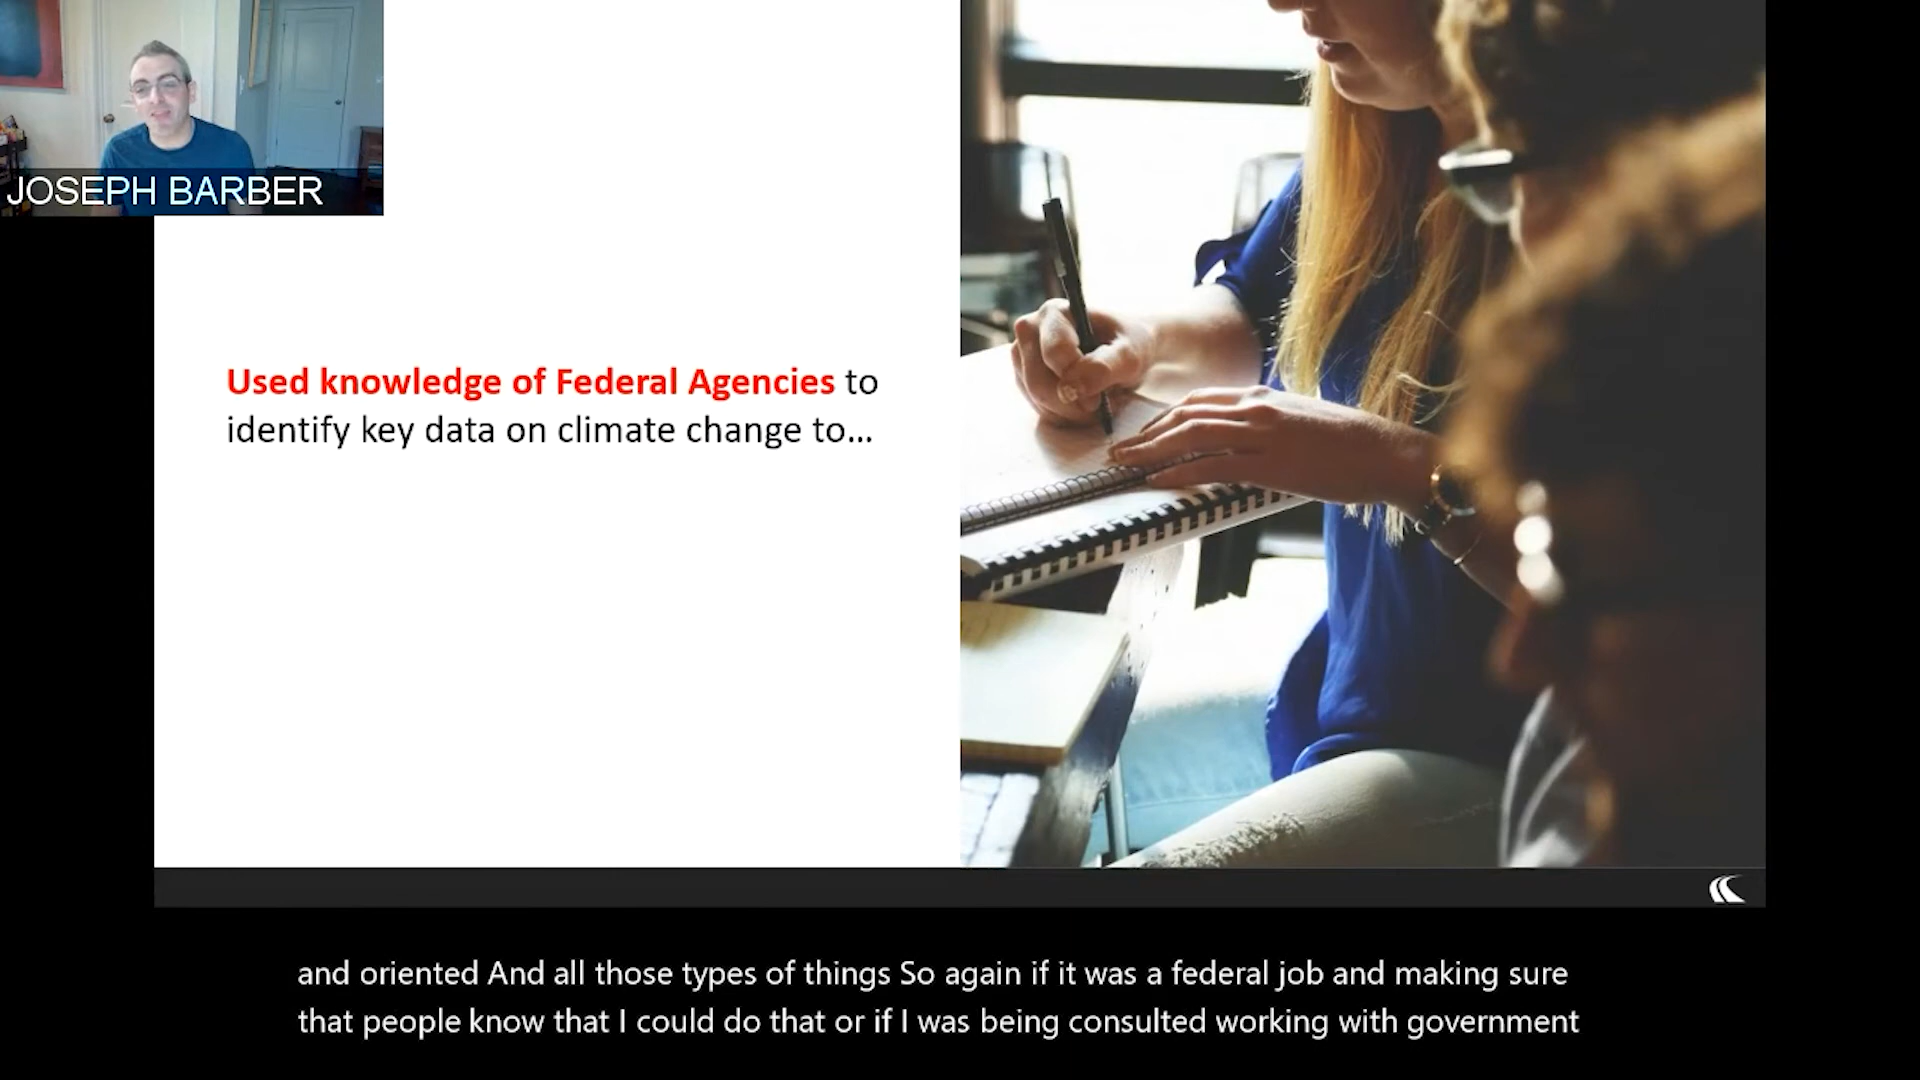 JOSEPH BARBER
Used knowledge of Federal Agencies to
identify key data on climate change to...
and oriented And all those types of things So again if it was a federal job and making sure
that people know that I could do that or if I was being consulted working with government